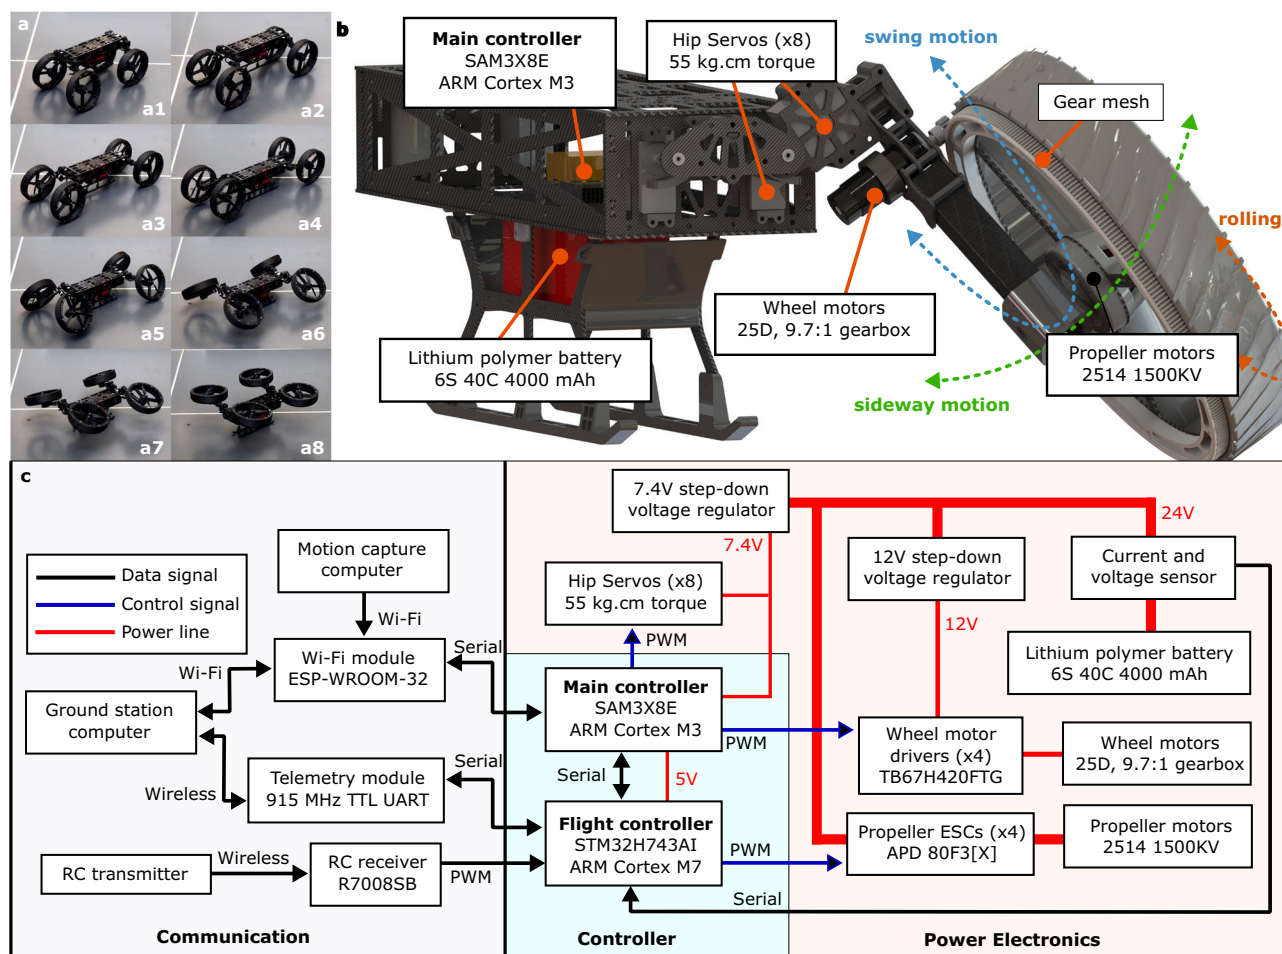 a
a1
a2
a3
a4
a5
a6
a7
a8
b
Main controller
SAM3X8E
ARM Cortex M3
Hip Servos (x8)
55 kg.cm torque
swing motion
Gear mesh
rolling
Wheel motors
25D, 9.7:1 gearbox
Lithium polymer battery
6S 40C 4000 mAh
Propeller motors
2514 1500KV
sideway motion
c
Data signal
Control signal
Power line
Motion capture
computer
Wi-Fi
Wi-Fi module
ESP-WROOM-32
Serial
Wi-Fi
Ground station
computer
Wireless
Telemetry module
915 MHz TTL UART
Serial
RC transmitter
Wireless
RC receiver
R7008SB
PWM
Communication
7.4V step-down
voltage regulator
7.4V
Hip Servos (x8)
55 kg.cm torque
PWM
Main controller
SAM3X8E
ARM Cortex M3
PWM
Serial
5V
Flight controller
STM32H743AI
ARM Cortex M7
PWM
Serial
Controller
24V
12V step-down
voltage regulator
12V
Current and
voltage sensor
Lithium polymer battery
6S 40C 4000 mAh
Wheel motor
drivers (x4)
TB67H420FTG
Wheel motors
25D, 9.7:1 gearbox
Propeller ESCs (x4)
APD 80F3[X]
Propeller motors
2514 1500KV
Power Electronics